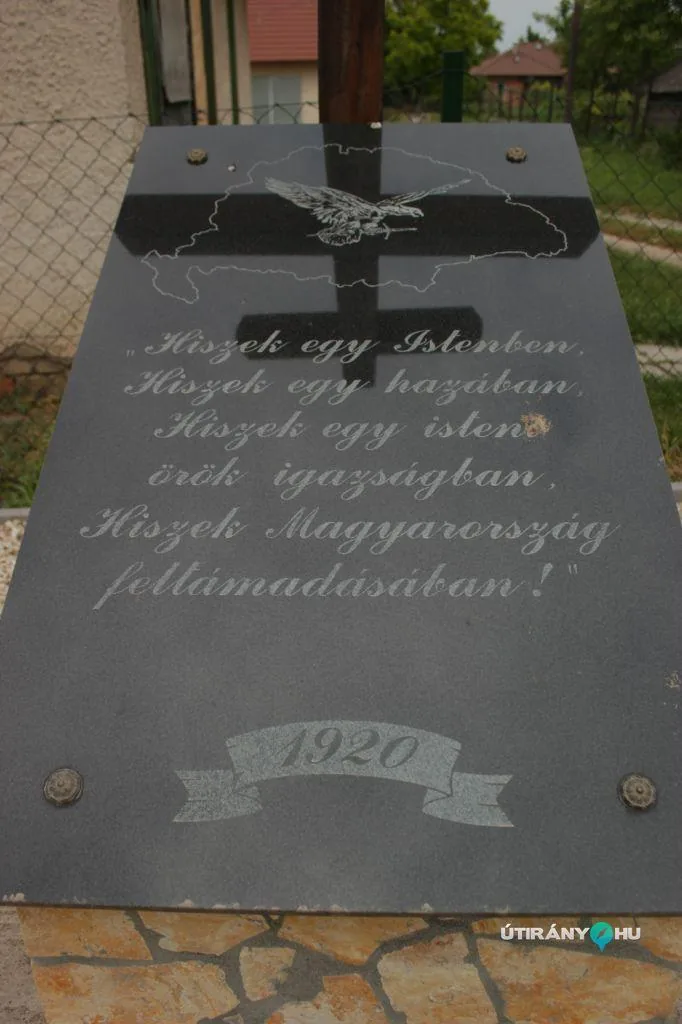 „Hiszek egy Istenben,
Hiszek egy hazában,
Hiszek egy isteni
örök igazságban,
Hiszek Magyarország
feltámadásában!"
1920
ÚTIRÁNY HU